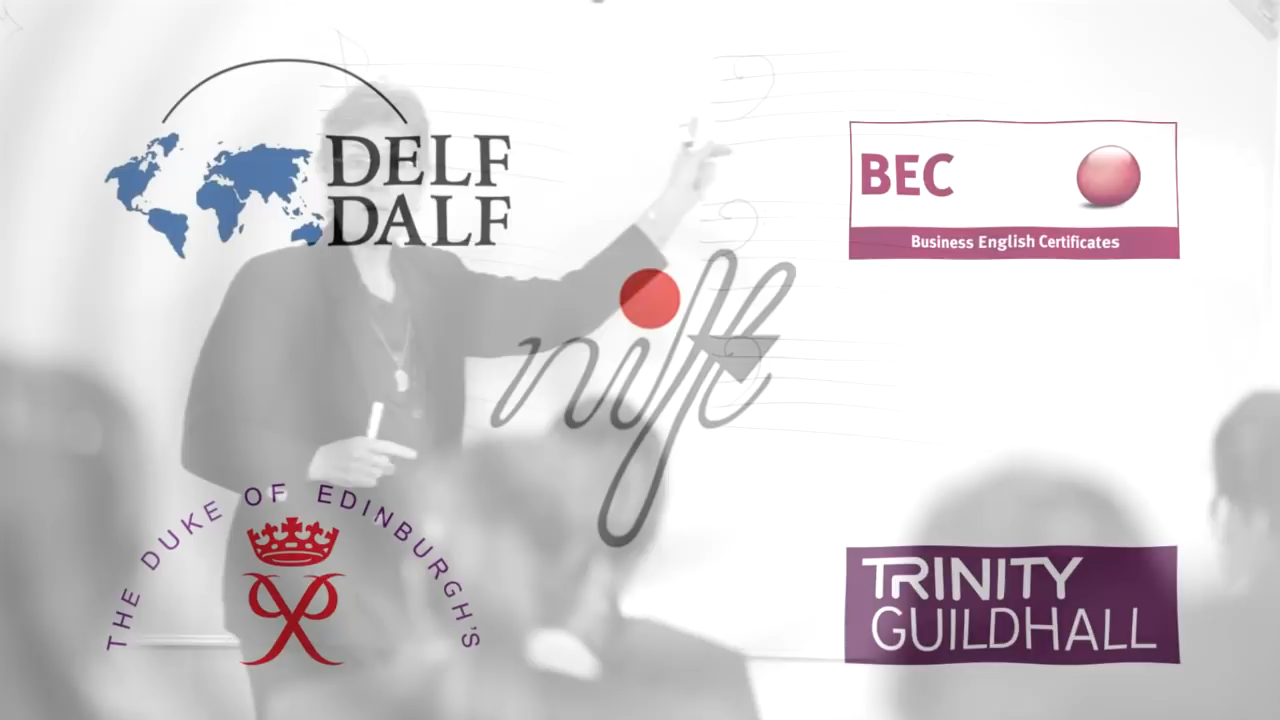 DELF
DALF
BEC
Business English Certificates
nift
THE DUKE OF EDINBURGH'S
TRINITY
GUILDHALL